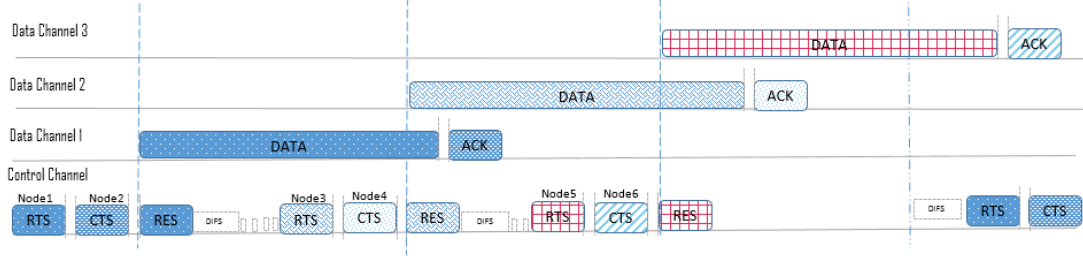 Data Channel 3
DATA
ACK
Data Channel 2
DATA
ACK
Data Channel 1
DATA
ACK
Control Channel
Node1 Node2 Node3 Node4 Node5 Node6
RTS CTS RES DIFS RTS CTS RES DIFS RTS CTS RES DIFS RTS CTS